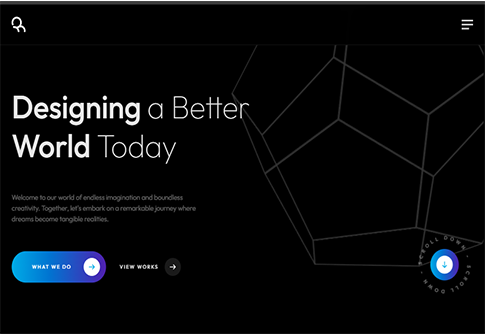 Designing a Better
World Today
Welcome to our world of endless imagination and boundless
creativity. Together, let's embark on a remarkable journey where
dreams become tangible realities.
WHAT WE DO
VIEW WORKS
SCROLL DOWN - SCROLL DOWN -